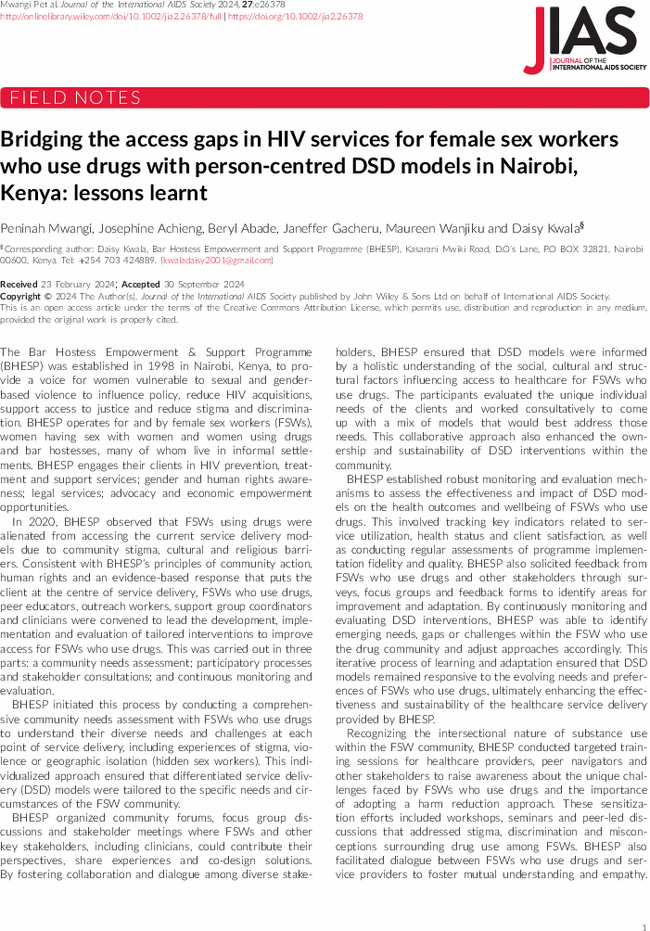 Mwangi P et al. Journal of the International AIDS Society 2024, 27:e26378
http://onlinelibrary.wiley.com/doi/10.1002/jia2.26378/full | https://doi.org/10.1002/jia2.26378
JIAS
JOURNAL OF THE
INTERNATIONAL AIDS SOCIETY
FIELD NOTES
Bridging the access gaps in HIV services for female sex workers
who use drugs with person-centred DSD models in Nairobi,
Kenya: lessons learnt
Peninah Mwangi, Josephine Achieng, Beryl Abade, Janeffer Gacheru, Maureen Wanjiku and Daisy Kwala§
§Corresponding author: Daisy Kwala, Bar Hostess Empowerment and Support Programme (BHESP), Kasarani Mwiki Road, D.O's Lane, P.O BOX 32821, Nairobi
00600, Kenya. Tel: +254 703 424889. (kwaladaisy2001@gmail.com)
Received 23 February 2024; Accepted 30 September 2024
Copyright © 2024 The Author(s). Journal of the International AIDS Society published by John Wiley & Sons Ltd on behalf of International AIDS Society.
This is an open access article under the terms of the Creative Commons Attribution License, which permits use, distribution and reproduction in any medium,
provided the original work is properly cited.
The Bar Hostess Empowerment & Support Programme
(BHESP) was established in 1998 in Nairobi, Kenya, to pro-
vide a voice for women vulnerable to sexual and gender-
based violence to influence policy, reduce HIV acquisitions,
support access to justice and reduce stigma and discrimina-
tion. BHESP operates for and by female sex workers (FSWs),
women having sex with women and women using drugs
and bar hostesses, many of whom live in informal settle-
ments. BHESP engages their clients in HIV prevention, treat-
ment and support services; gender and human rights aware-
ness; legal services; advocacy and economic empowerment
opportunities.
In 2020, BHESP observed that FSWs using drugs were
alienated from accessing the current service delivery mod-
els due to community stigma, cultural and religious barri-
ers. Consistent with BHESP's principles of community action,
human rights and an evidence-based response that puts the
client at the centre of service delivery, FSWs who use drugs,
peer educators, outreach workers, support group coordinators
and clinicians were convened to lead the development, imple-
mentation and evaluation of tailored interventions to improve
access for FSWs who use drugs. This was carried out in three
parts: a community needs assessment; participatory processes
and stakeholder consultations; and continuous monitoring and
evaluation.
BHESP initiated this process by conducting a comprehen-
sive community needs assessment with FSWs who use drugs
to understand their diverse needs and challenges at each
point of service delivery, including experiences of stigma, vio-
lence or geographic isolation (hidden sex workers). This indi-
vidualized approach ensured that differentiated service deliv-
ery (DSD) models were tailored to the specific needs and cir-
cumstances of the FSW community.
BHESP organized community forums, focus group dis-
cussions and stakeholder meetings where FSWs and other
key stakeholders, including clinicians, could contribute their
perspectives, share experiences and co-design solutions.
By fostering collaboration and dialogue among diverse stake-
holders, BHESP ensured that DSD models were informed
by a holistic understanding of the social, cultural and struc-
tural factors influencing access to healthcare for FSWs who
use drugs. The participants evaluated the unique individual
needs of the clients and worked consultatively to come
up with a mix of models that would best address those
needs. This collaborative approach also enhanced the own-
ership and sustainability of DSD interventions within the
community.
BHESP established robust monitoring and evaluation mech-
anisms to assess the effectiveness and impact of DSD mod-
els on the health outcomes and wellbeing of FSWs who use
drugs. This involved tracking key indicators related to ser-
vice utilization, health status and client satisfaction, as well
as conducting regular assessments of programme implemen-
tation fidelity and quality. BHESP also solicited feedback from
FSWs who use drugs and other stakeholders through sur-
veys, focus groups and feedback forms to identify areas for
improvement and adaptation. By continuously monitoring and
evaluating DSD interventions, BHESP was able to identify
emerging needs, gaps or challenges within the FSW who use
the drug community and adjust approaches accordingly. This
iterative process of learning and adaptation ensured that DSD
models remained responsive to the evolving needs and prefer-
ences of FSWs who use drugs, ultimately enhancing the effec-
tiveness and sustainability of the healthcare service delivery
provided by BHESP.
Recognizing the intersectional nature of substance use
within the FSW community, BHESP conducted targeted train-
ing sessions for healthcare providers, peer navigators and
other stakeholders to raise awareness about the unique chal-
lenges faced by FSWs who use drugs and the importance
of adopting a harm reduction approach. These sensitiza-
tion efforts included workshops, seminars and peer-led dis-
cussions that addressed stigma, discrimination and miscon-
ceptions surrounding drug use among FSWs. BHESP also
facilitated dialogue between FSWs who use drugs and ser-
vice providers to foster mutual understanding and empathy.
1